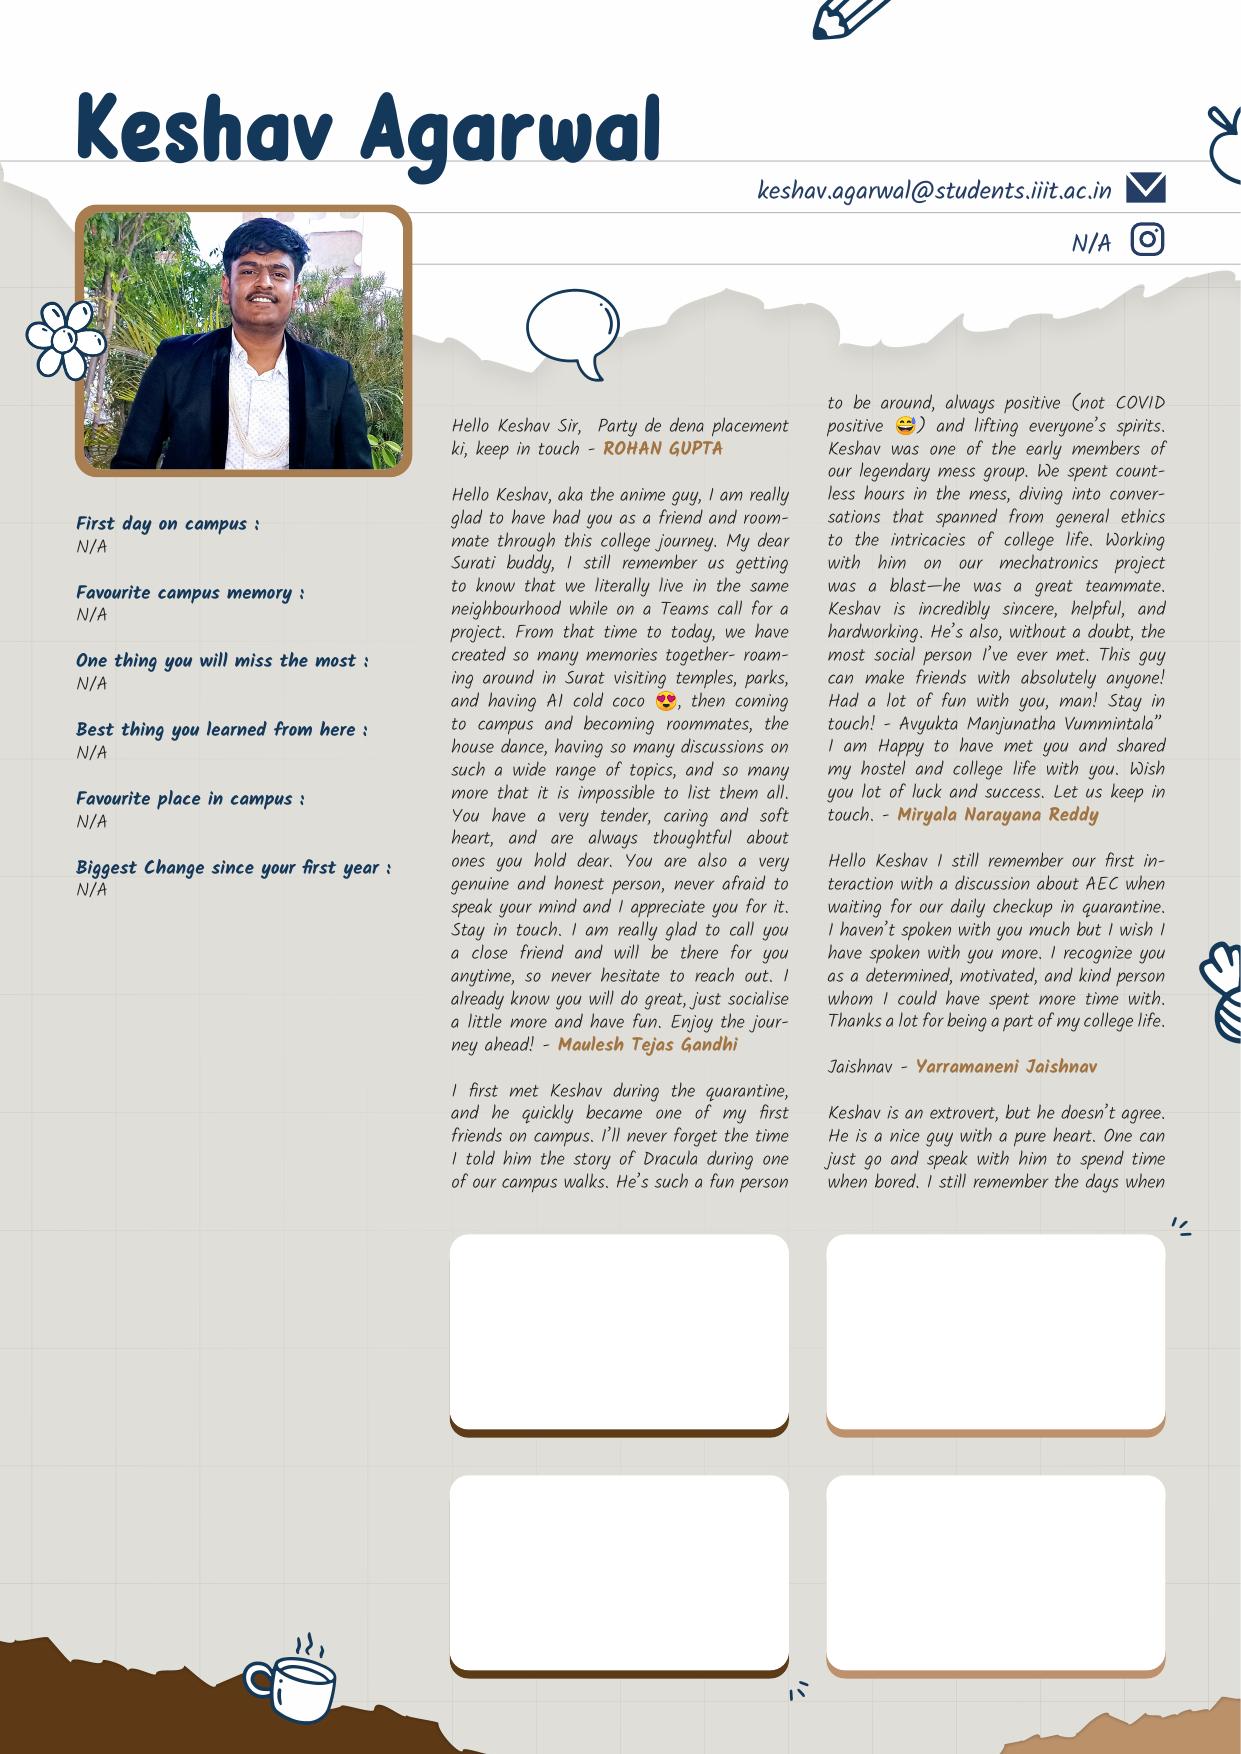 Keshav Agarwal
keshav.agarwal@students.iiit.ac.in
N/A
First day on campus :
N/A
Favourite campus memory :
N/A
One thing you will miss the most :
N/A
Best thing you learned from here :
N/A
Favourite place in campus :
N/A
Biggest Change since your first year :
N/A
Hello Keshav Sir,  Party de dena placement
ki, keep in touch - ROHAN GUPTA
Hello Keshav, aka the anime guy, I am really
glad to have had you as a friend and room-
mate through this college journey. My dear
Surati buddy, I still remember us getting
to know that we literally live in the same
neighbourhood while on a Teams call for a
project. From that time to today, we have
created so many memories together- roam-
ing around in Surat visiting temples, parks,
and having Al cold coco 😍, then coming
to campus and becoming roommates, the
house dance, having so many discussions on
such a wide range of topics, and so many
more that it is impossible to list them all.
You have a very tender, caring and soft
heart, and are always thoughtful about
ones you hold dear. You are also a very
genuine and honest person, never afraid to
speak your mind and I appreciate you for it.
Stay in touch. I am really glad to call you
a close friend and will be there for you
anytime, so never hesitate to reach out. I
already know you will do great, just socialise
a little more and have fun. Enjoy the jour-
ney ahead! - Maulesh Tejas Gandhi
I first met Keshav during the quarantine,
and he quickly became one of my first
friends on campus. I'll never forget the time
I told him the story of Dracula during one
of our campus walks. He's such a fun person
to be around, always positive (not COVID
positive 😅) and lifting everyone's spirits.
Keshav was one of the early members of
our legendary mess group. We spent count-
less hours in the mess, diving into conver-
sations that spanned from general ethics
to the intricacies of college life. Working
with him on our mechatronics project
was a blast—he was a great teammate.
Keshav is incredibly sincere, helpful, and
hardworking. He's also, without a doubt, the
most social person I've ever met. This guy
can make friends with absolutely anyone!
Had a lot of fun with you, man! Stay in
touch! - Avyukta Manjunatha Vummintala"
I am Happy to have met you and shared
my hostel and college life with you. Wish
you lot of luck and success. Let us keep in
touch. - Miryala Narayana Reddy
Hello Keshav I still remember our first in-
teraction with a discussion about AEC when
waiting for our daily checkup in quarantine.
I haven't spoken with you much but I wish I
have spoken with you more. I recognize you
as a determined, motivated, and kind person
whom I could have spent more time with.
Thanks a lot for being a part of my college life.
Jaishnav - Yarramaneni Jaishnav
Keshav is an extrovert, but he doesn't agree.
He is a nice guy with a pure heart. One can
just go and speak with him to spend time
when bored. I still remember the days when